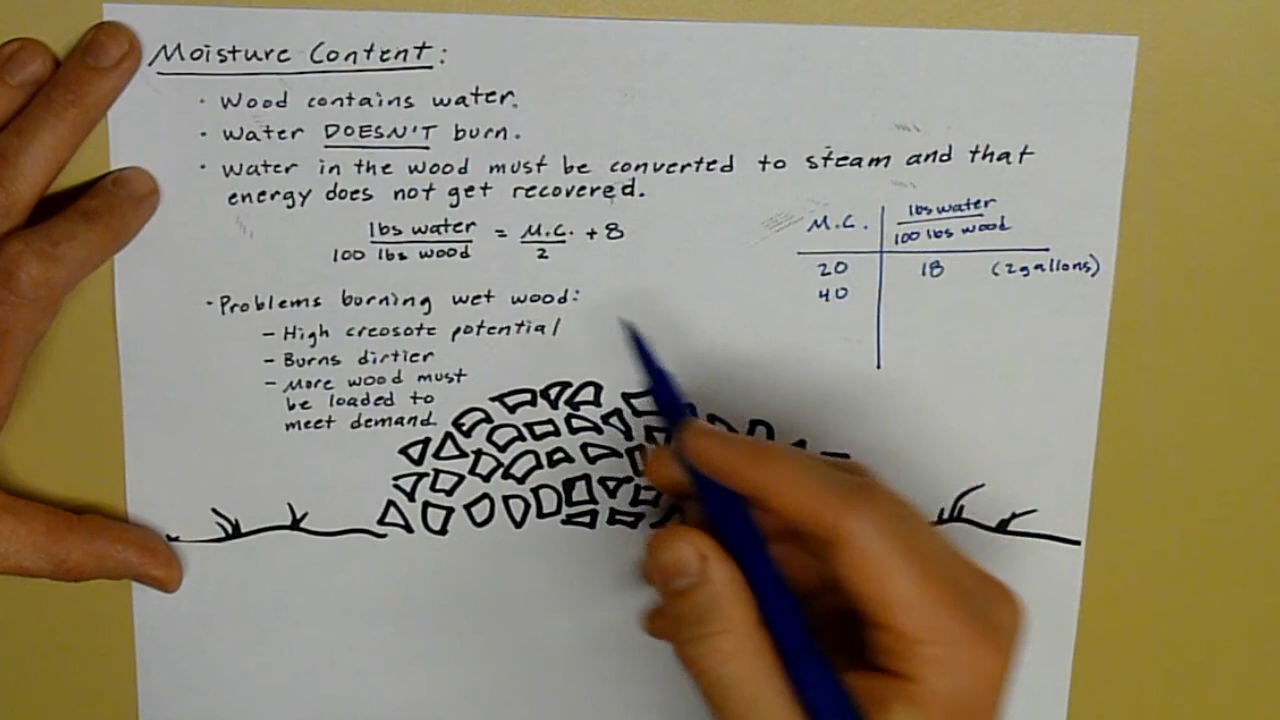 Moisture Content:
· Wood contains water.
· Water DOESN'T burn.
· Water in the wood must be converted to steam and that
energy does not get recovered.
lbs water / 100 lbs wood = M.C. / 2 + 8
M.C. | lbs water / 100 lbs wood
20 | 18 (2 gallons)
40
· Problems burning wet wood:
- High creosote potential
- Burns dirtier
- More wood must
be loaded to
meet demand